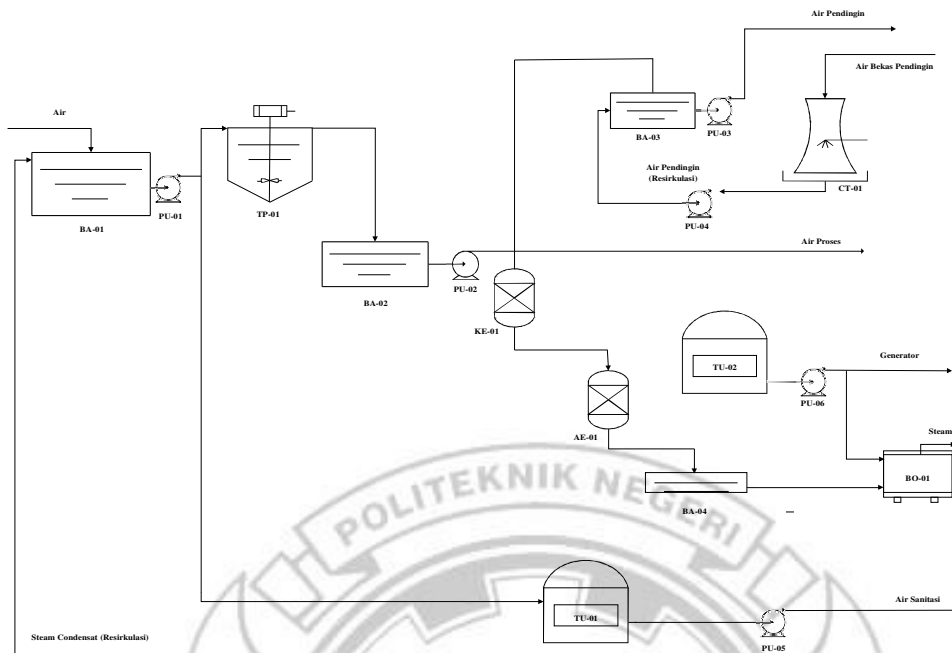 Air Pendingin
Air Bekas Pendingin
Air
BA-03
PU-03
Air Pendingin
(Resirkulasi)
CT-01
PU-04
BA-01
PU-01
TP-01
Air Proses
BA-02
PU-02
KE-01
Generator
TU-02
PU-06
Steam
AE-01
BO-01
BA-04
POLITEKNIK NEGERI
Air Sanitasi
TU-01
Steam Condensat (Resirkulasi)
PU-05